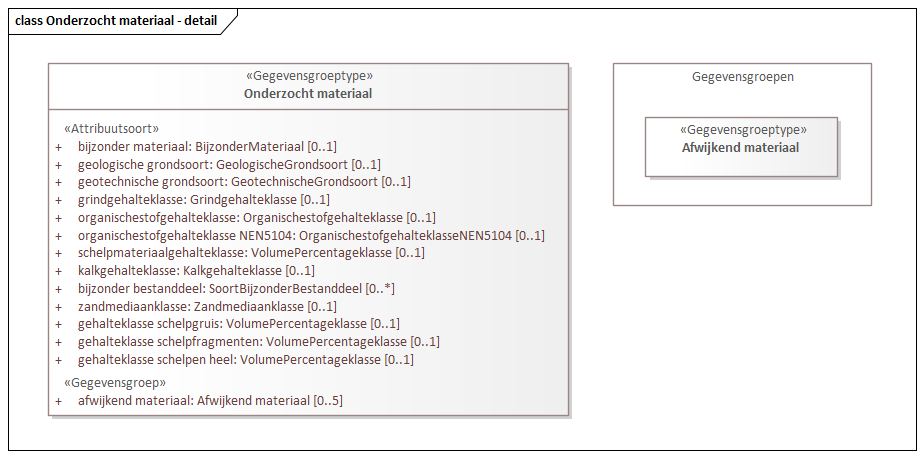 class Onderzocht materiaal - detail
«Gegevensgroeptype»
Onderzocht materiaal
«Attribuutsoort»
+ bijzonder materiaal: BijzonderMateriaal [0..1]
+ geologische grondsoort: GeologischeGrondsoort [0..1]
+ geotechnische grondsoort: GeotechnischeGrondsoort [0..1]
+ grindgehalteklasse: Grindgehalteklasse [0..1]
+ organischestofgehalteklasse: Organischestofgehalteklasse [0..1]
+ organischestofgehalteklasse NEN5104: OrganischestofgehalteklasseNEN5104 [0..1]
+ schelpmateriaalgehalteklasse: VolumePercentageklasse [0..1]
+ kalkgehalteklasse: Kalkgehalteklasse [0..1]
+ bijzonder bestanddeel: SoortBijzonderBestanddeel [0..*]
+ zandmediaanklasse: Zandmediaanklasse [0..1]
+ gehalteklasse schelpgruis: VolumePercentageklasse [0..1]
+ gehalteklasse schelpfragmenten: VolumePercentageklasse [0..1]
+ gehalteklasse schelpen heel: VolumePercentageklasse [0..1]
«Gegevensgroep»
+ afwijkend materiaal: Afwijkend materiaal [0..5]
Gegevensgroepen
«Gegevensgroeptype»
Afwijkend materiaal